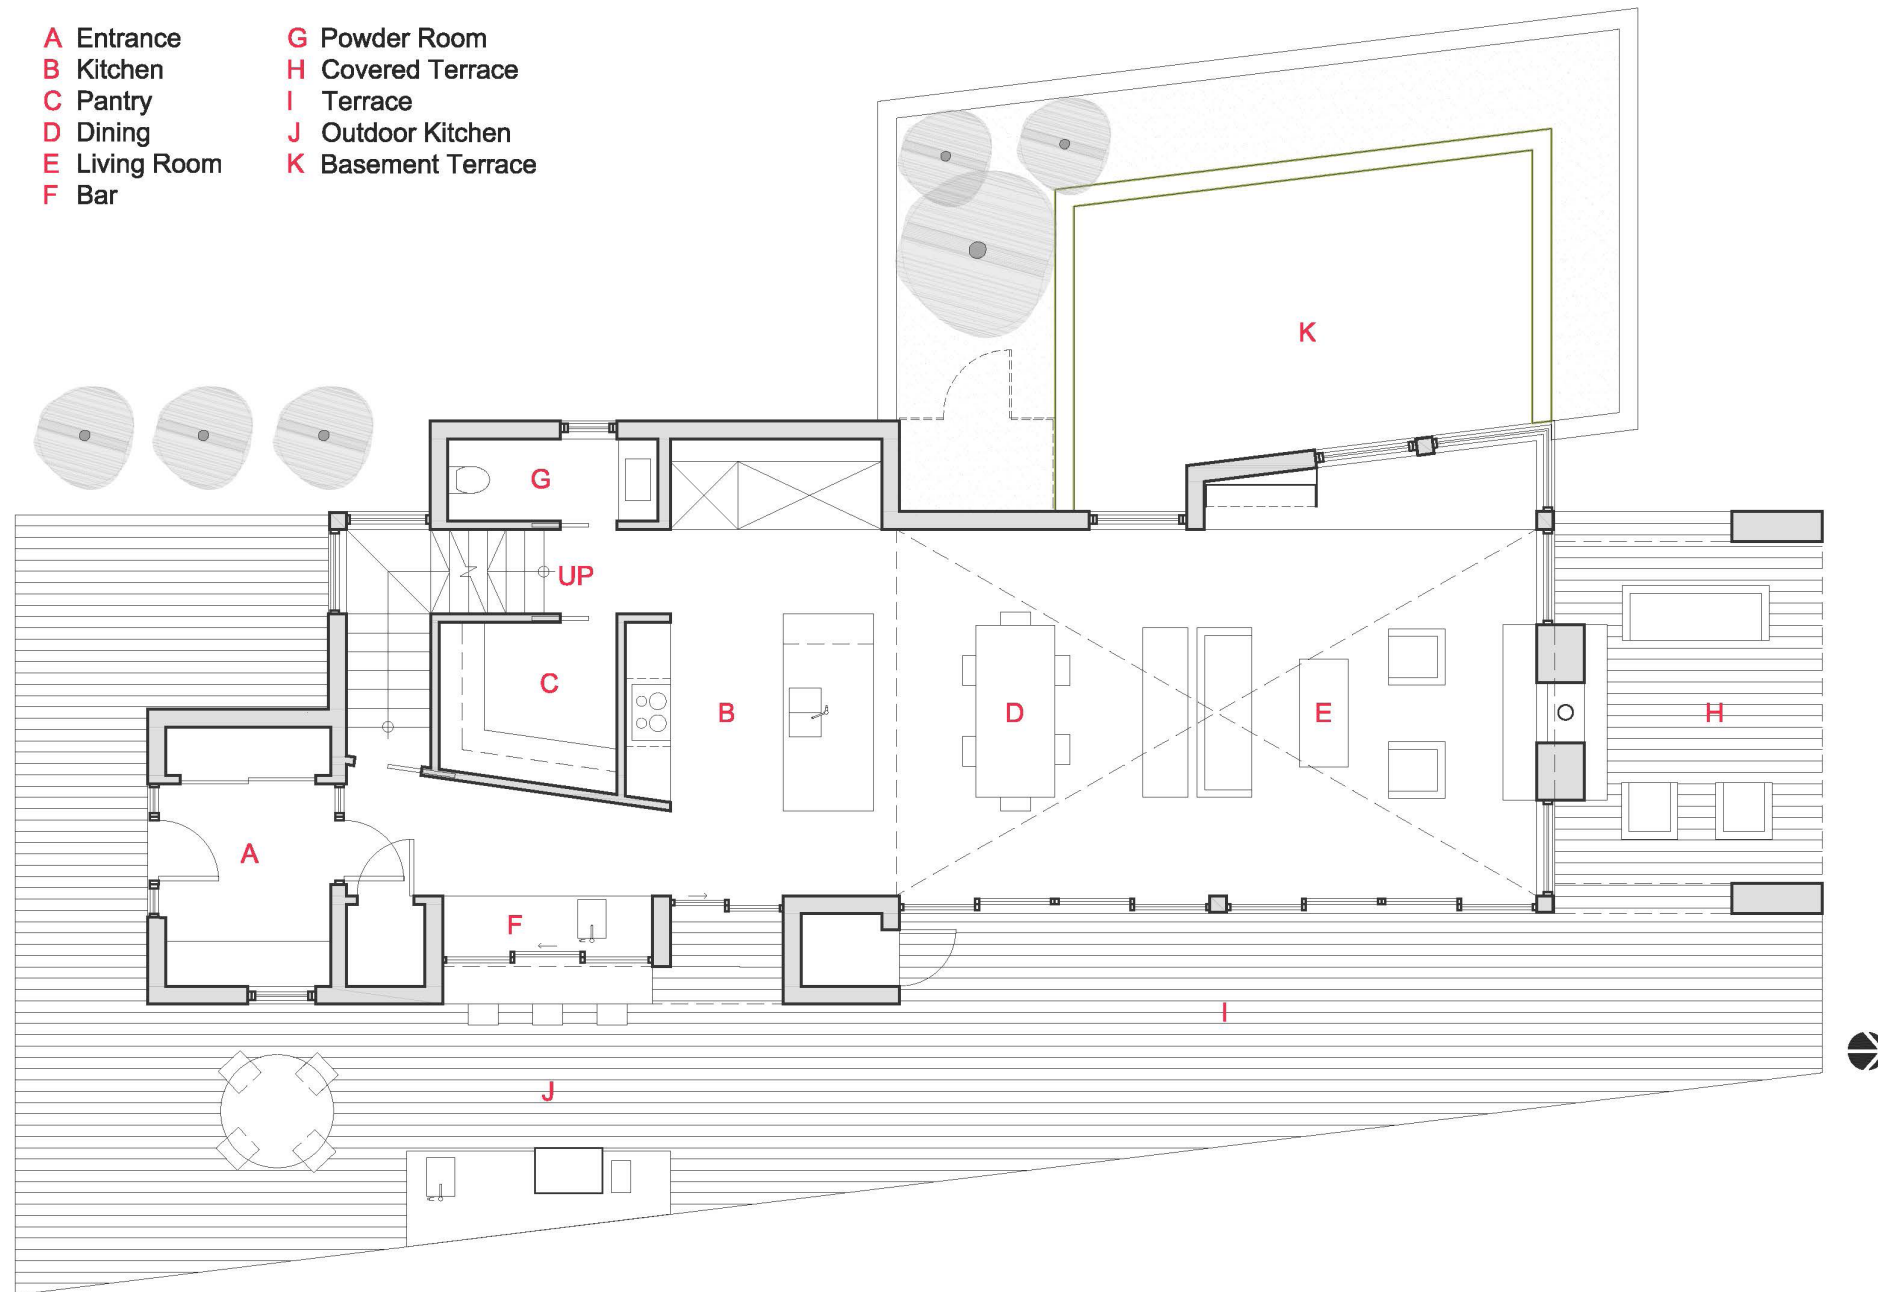 A Entrance
B Kitchen
C Pantry
D Dining
E Living Room
F Bar
G Powder Room
H Covered Terrace
I Terrace
J Outdoor Kitchen
K Basement Terrace
K
G
UP
C
B
D
E
H
A
F
I
J